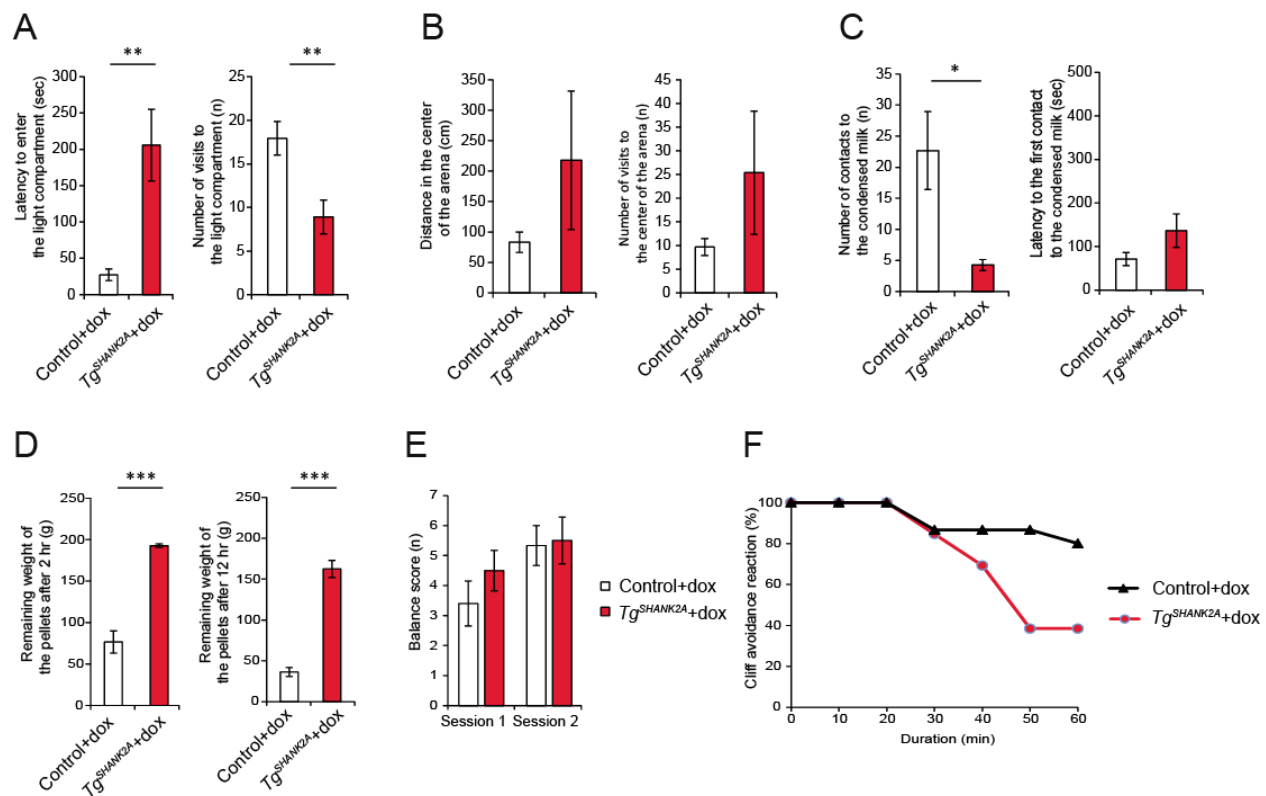 A
Latency to enter
the light compartment (sec)
300
250
200
150
100
50
0
**
Control+dox
TgSHANK2A+dox
Number of visits to
the light compartment (n)
25
20
15
10
5
0
**
Control+dox
TgSHANK2A+dox
B
Distance in the center
of the arena (cm)
350
300
250
200
150
100
50
0
Control+dox
TgSHANK2A+dox
Number of visits to
the center of the arena (n)
45
40
35
30
25
20
15
10
5
0
Control+dox
TgSHANK2A+dox
C
Number of contacts to
the condensed milk (n)
35
30
25
20
15
10
5
0
*
Control+dox
TgSHANK2A+dox
Latency to the first contact
to the condensed milk (sec)
500
400
300
200
100
0
Control+dox
TgSHANK2A+dox
D
Remaining weight of
the pellets after 2 hr (g)
250
200
150
100
50
0
***
Control+dox
TgSHANK2A+dox
Remaining weight of
the pellets after 12 hr (g)
250
200
150
100
50
0
***
Control+dox
TgSHANK2A+dox
E
Balance score (n)
7
6
5
4
3
2
1
0
Session 1 Session 2
Control+dox
TgSHANK2A+dox
F
Cliff avoidance reaction (%)
100
80
60
40
20
0
0 10 20 30 40 50 60
Duration (min)
Control+dox
TgSHANK2A+dox